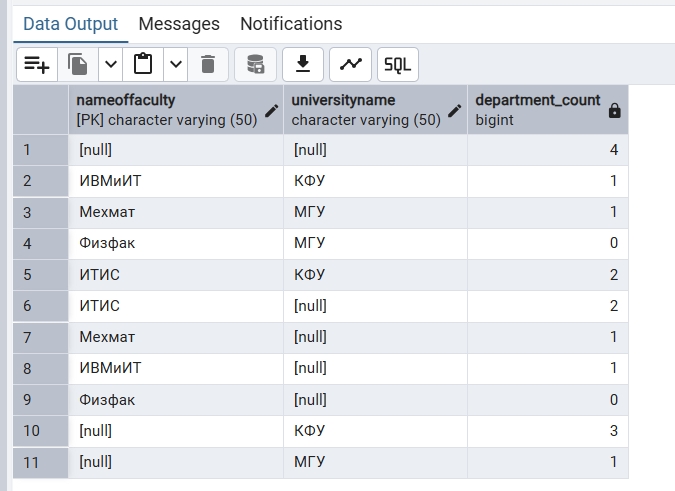 Data Output Messages Notifications
SQL
nameoffaculty universityname department_count
[PK] character varying (50) character varying (50) bigint
1 [null] [null] 4
2 ИВМиИТ КФУ 1
3 Мехмат МГУ 1
4 Физфак МГУ 0
5 ИТИС КФУ 2
6 ИТИС [null] 2
7 Мехмат [null] 1
8 ИВМиИТ [null] 1
9 Физфак [null] 0
10 [null] КФУ 3
11 [null] МГУ 1